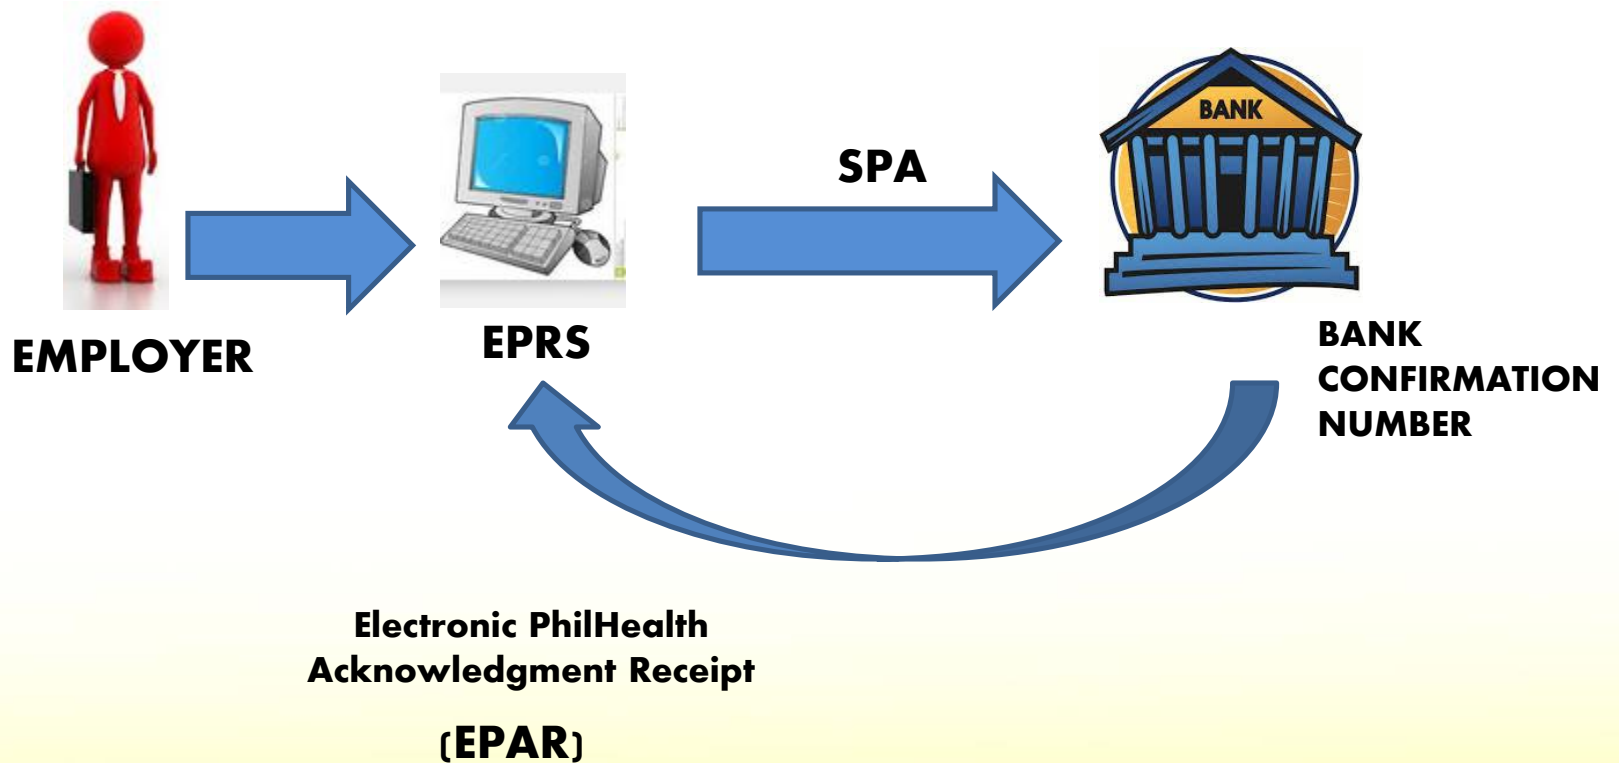 SPA
BANK
EMPLOYER
EPRS
BANK
CONFIRMATION
NUMBER
Electronic PhilHealth
Acknowledgment Receipt
(EPAR)